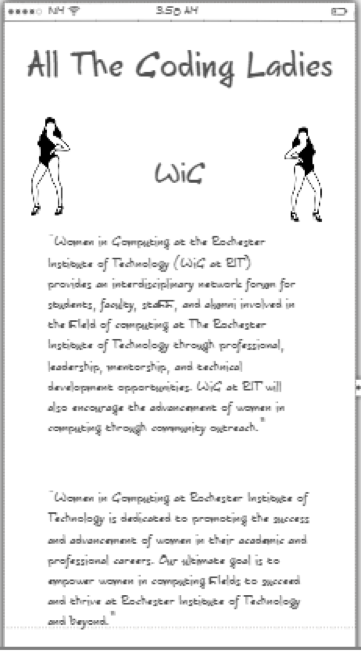 3:50 AM
All The Coding Ladies
WiC
"Women in Computing at the Rochester
Institute of Technology (WiC at RIT)
provides an interdisciplinary network forum for
students, faculty, staff, and alumni involved in
the field of computing at The Rochester
Institute of Technology through professional,
leadership, mentorship, and technical
development opportunities. WiC at RIT will
also encourage the advancement of women in
computing through community outreach."
"Women in Computing at Rochester Institute of
Technology is dedicated to promoting the success
and advancement of women in their academic and
professional careers. Our ultimate goal is to
empower women in computing fields to succeed
and thrive at Rochester Institute of Technology
and beyond."